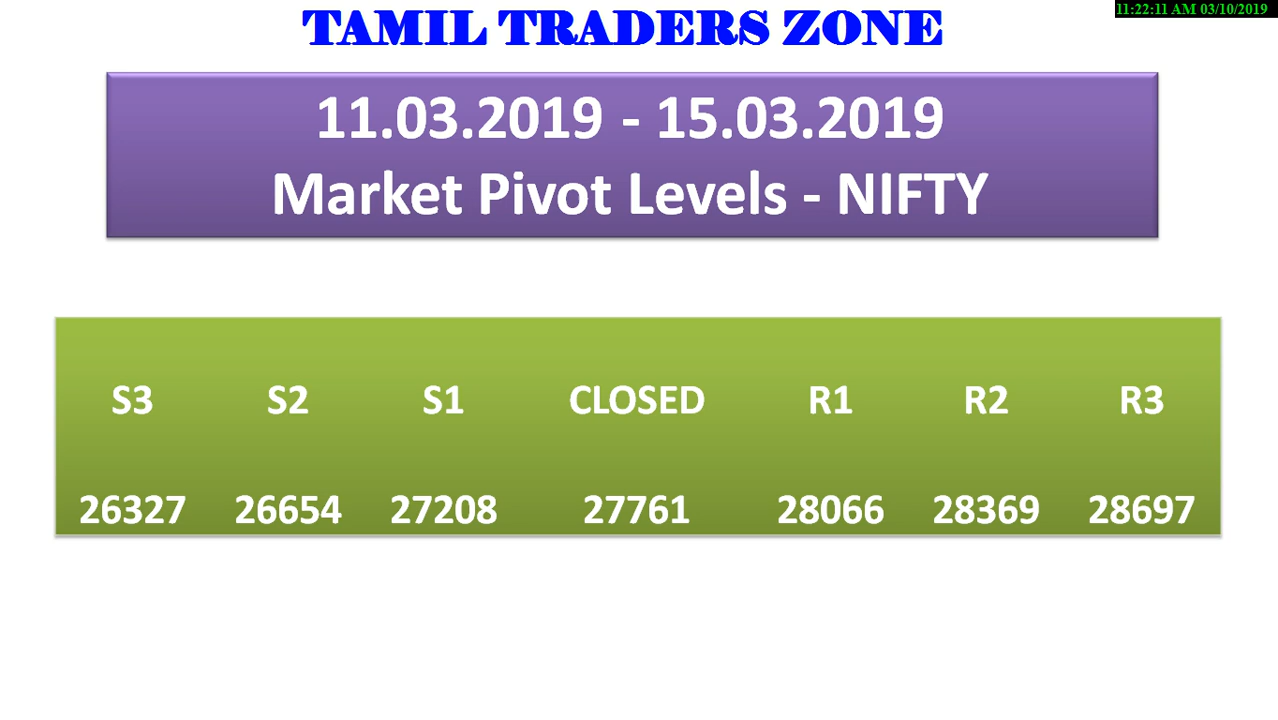 11:22:11 AM 03/10/2019
TAMIL TRADERS ZONE
11.03.2019 - 15.03.2019
Market Pivot Levels - NIFTY
S3 S2 S1 CLOSED R1 R2 R3
26327 26654 27208 27761 28066 28369 28697